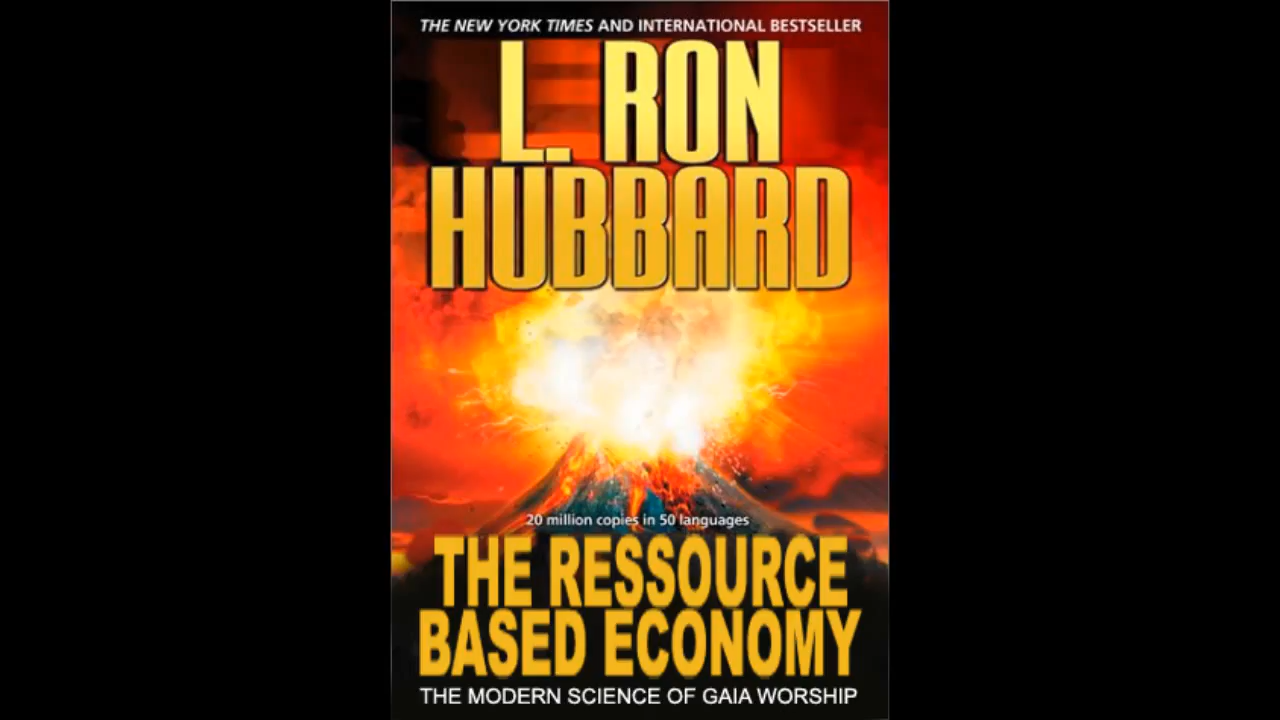 THE NEW YORK TIMES AND INTERNATIONAL BESTSELLER
L. RON
HUBBARD
20 million copies in 50 languages
THE RESSOURCE
BASED ECONOMY
THE MODERN SCIENCE OF GAIA WORSHIP